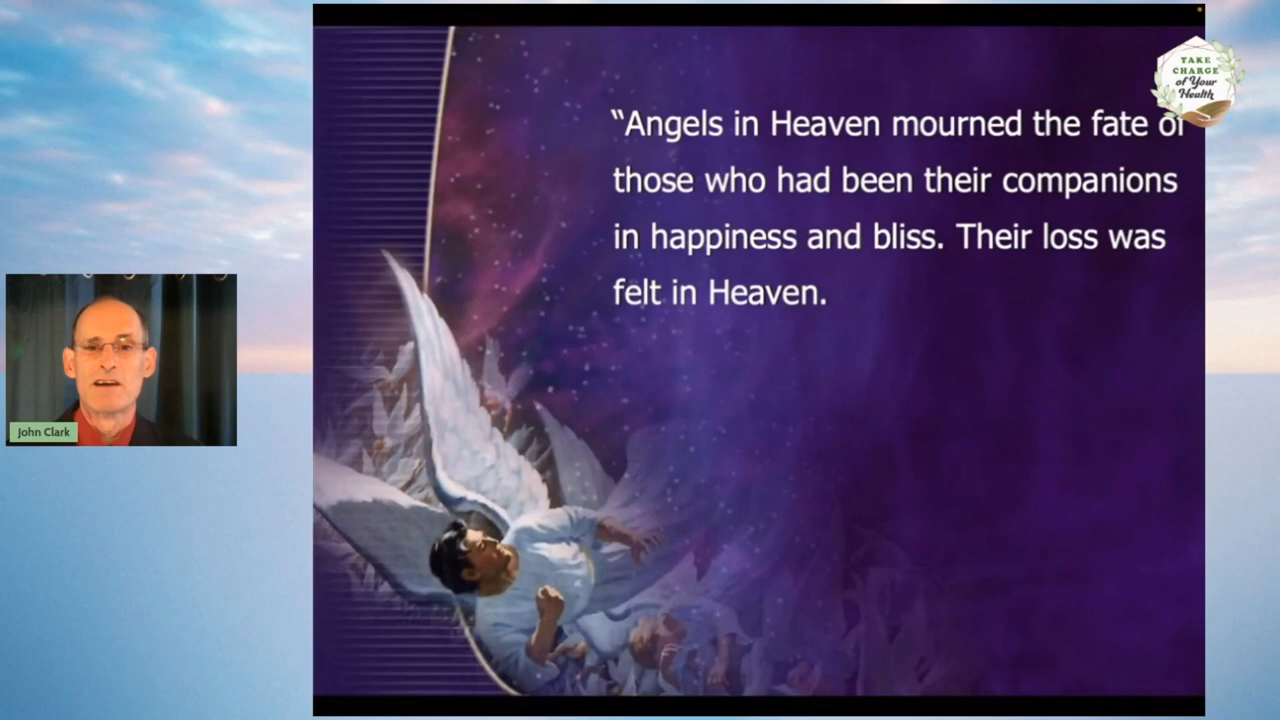 TAKE
CHARGE
of Your
Health
“Angels in Heaven mourned the fate of
those who had been their companions
in happiness and bliss. Their loss was
felt in Heaven.
John Clark